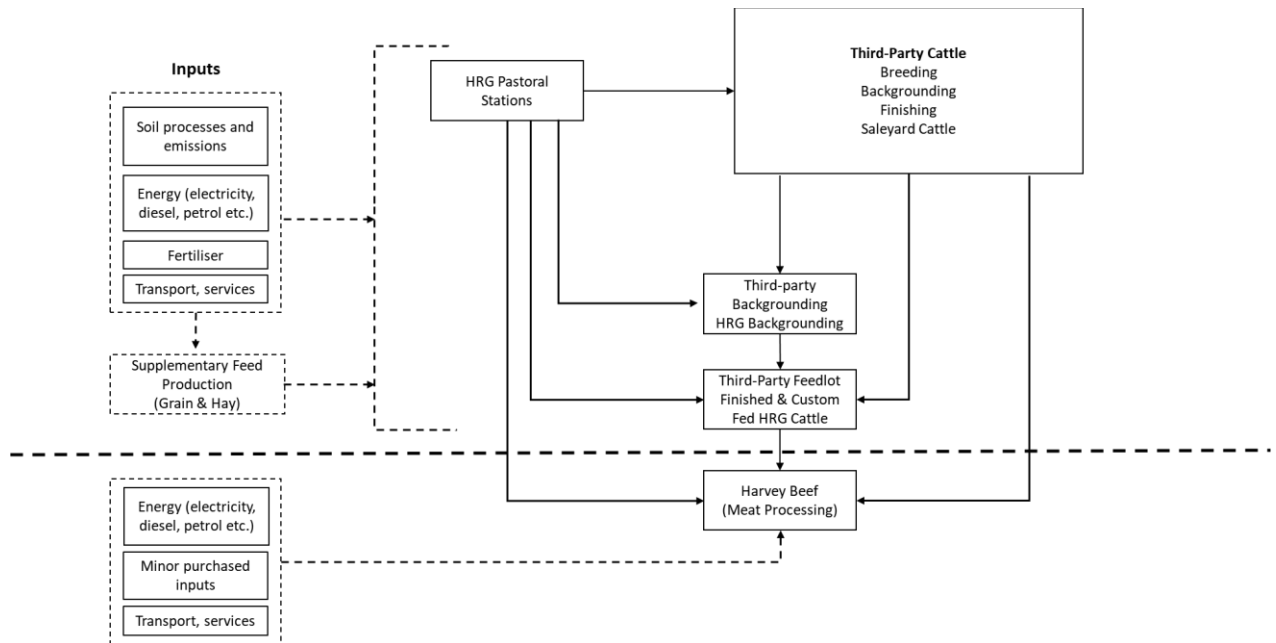 Inputs
Soil processes and
emissions
Energy (electricity,
diesel, petrol etc.)
Fertiliser
Transport, services
Supplementary Feed
Production
(Grain & Hay)
HRG Pastoral
Stations
Third-Party Cattle
Breeding
Backgrounding
Finishing
Saleyard Cattle
Third-party
Backgrounding
HRG Backgrounding
Third-Party Feedlot
Finished & Custom
Fed HRG Cattle
Harvey Beef
(Meat Processing)
Energy (electricity,
diesel, petrol etc.)
Minor purchased
inputs
Transport, services